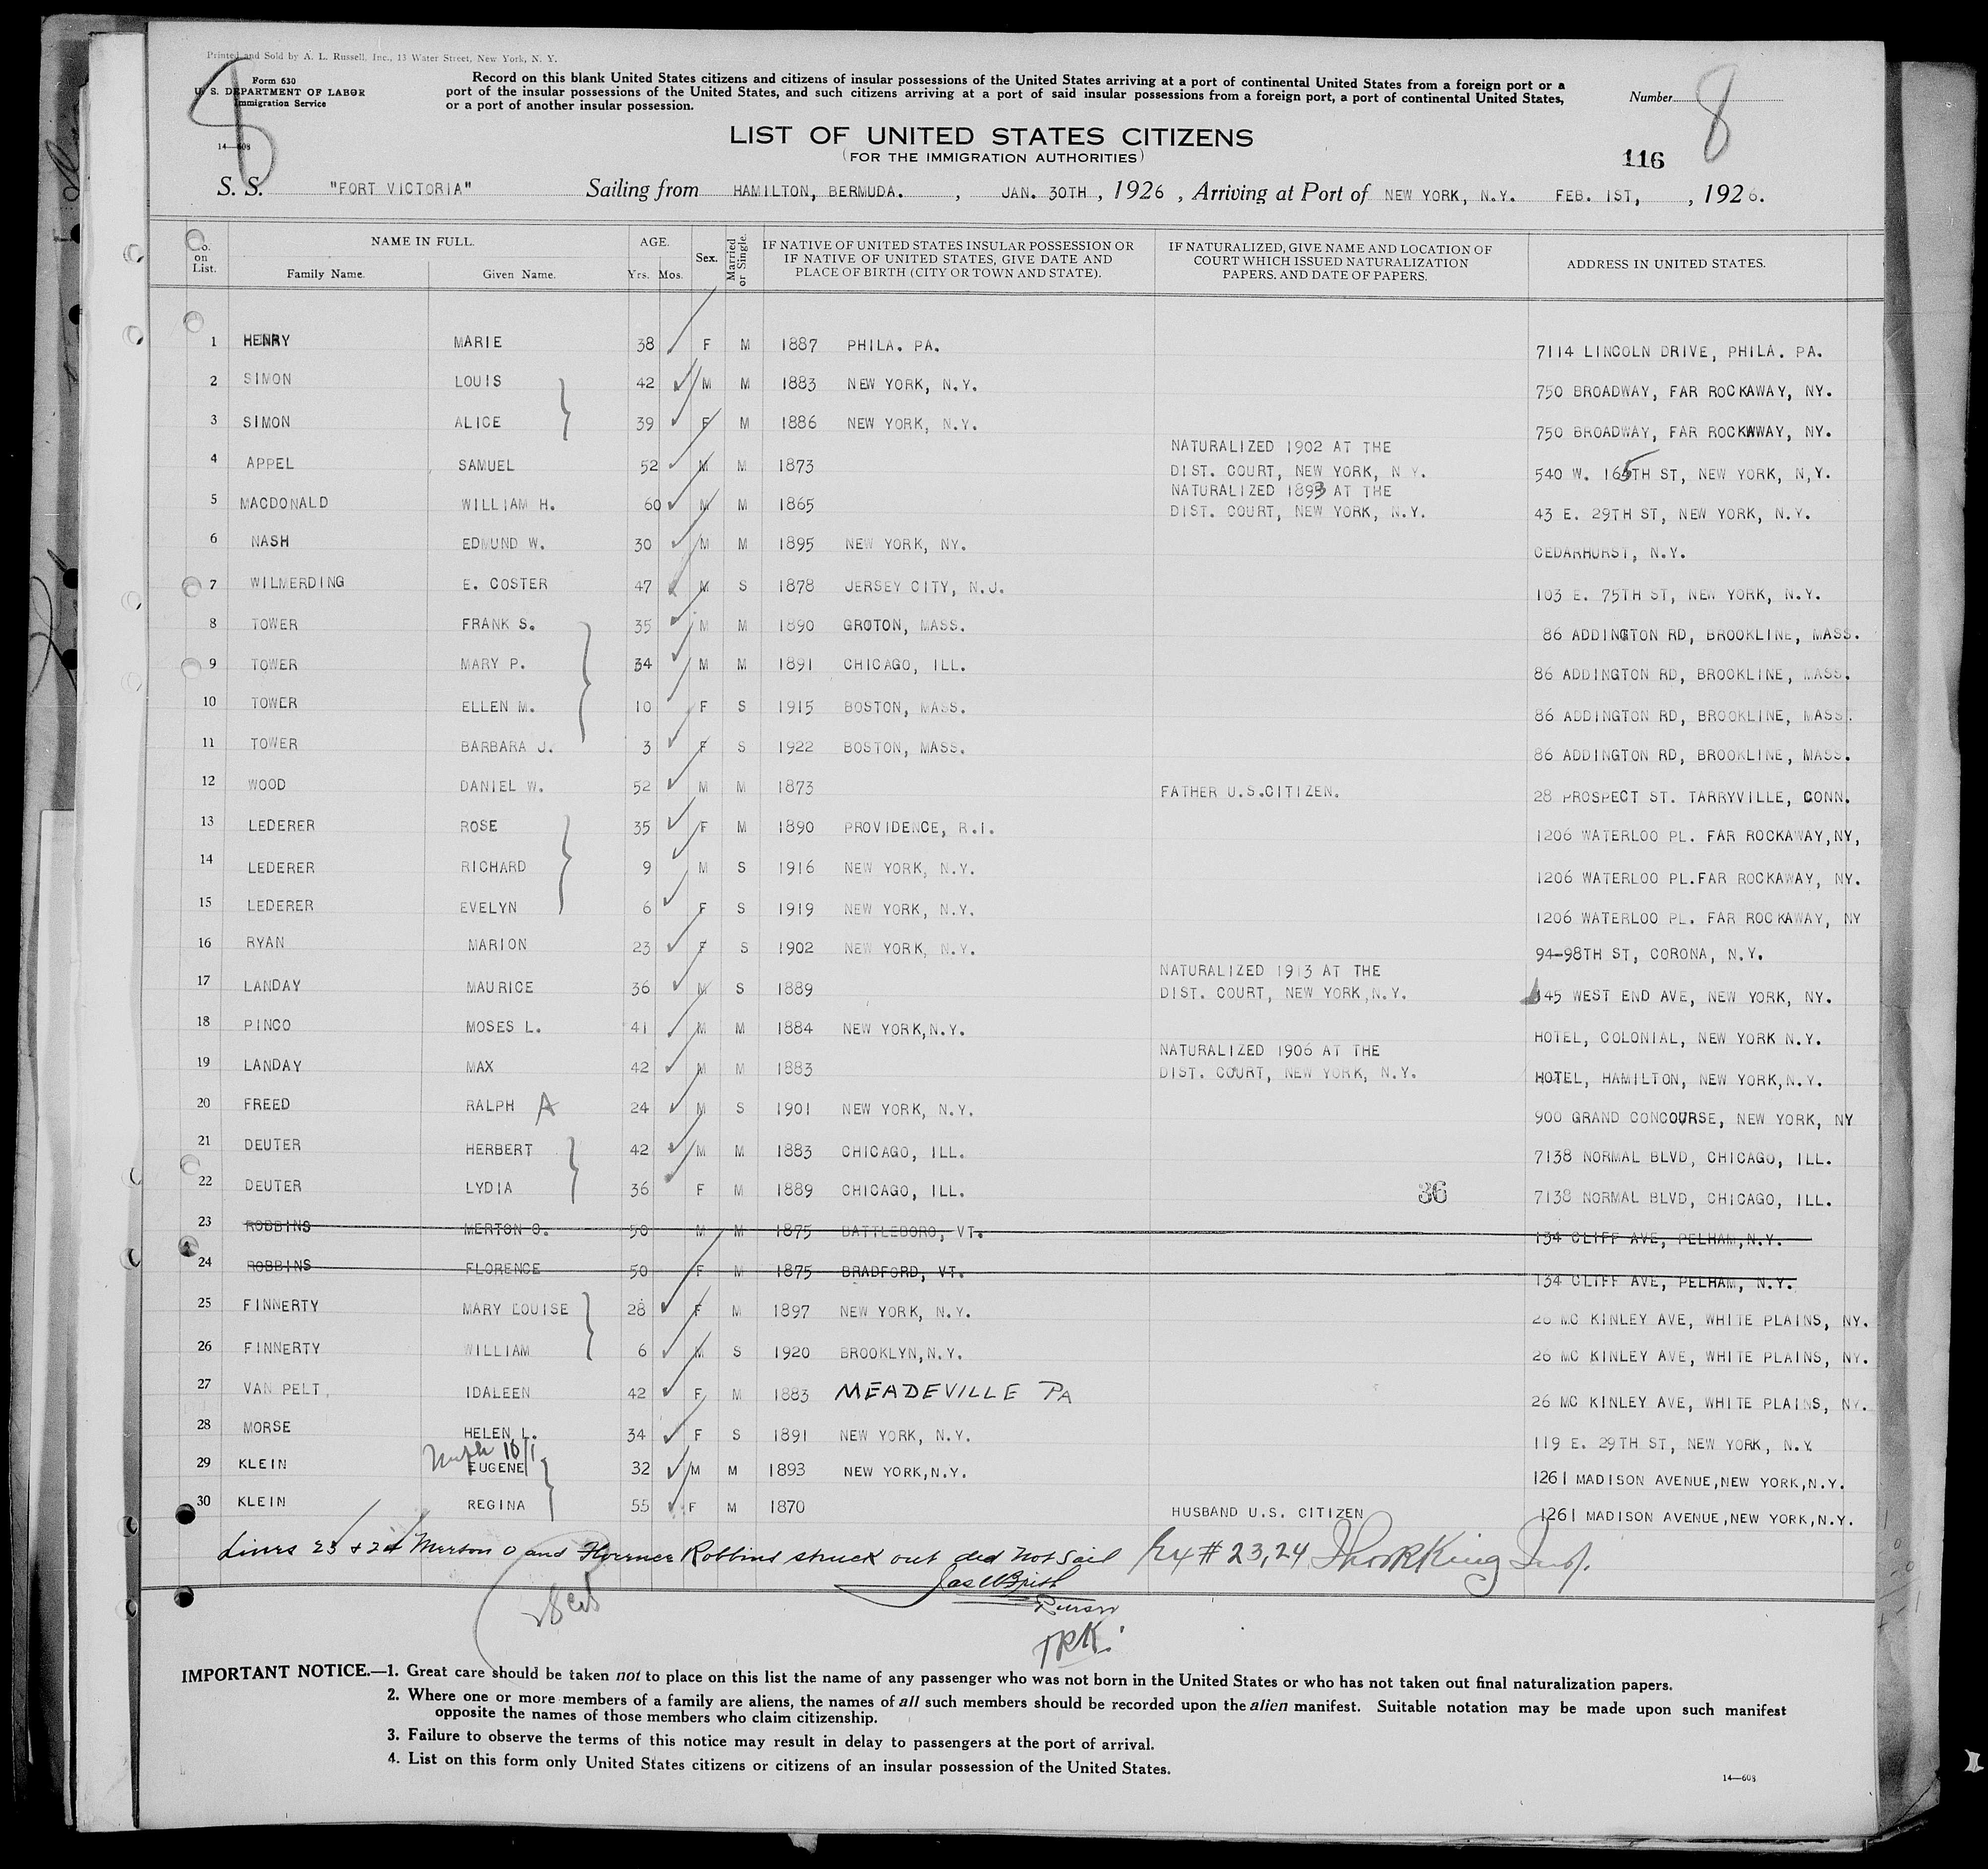 Printed and Sold by A. L. Russell, Inc., 13 Water Street, New York, N. Y.
Form 630
U. S. DEPARTMENT OF LABOR
Immigration Service
14—608
8
Record on this blank United States citizens and citizens of insular possessions of the United States arriving at a port of continental United States from a foreign port or a
port of the insular possessions of the United States, and such citizens arriving at a port of said insular possessions from a foreign port, a port of continental United States,
or a port of another insular possession.
Number 8
LIST OF UNITED STATES CITIZENS
(FOR THE IMMIGRATION AUTHORITIES)
116
S. S. "FORT VICTORIA" Sailing from HAMILTON, BERMUDA. , JAN. 30TH , 1926 , Arriving at Port of NEW YORK, N.Y. FEB. 1ST, , 1926.
No. on List. NAME IN FULL. Family Name. Given Name. AGE. Yrs. Mos. Sex. Married or Single. IF NATIVE OF UNITED STATES INSULAR POSSESSION OR IF NATIVE OF UNITED STATES, GIVE DATE AND PLACE OF BIRTH (CITY OR TOWN AND STATE). IF NATURALIZED, GIVE NAME AND LOCATION OF COURT WHICH ISSUED NATURALIZATION PAPERS, AND DATE OF PAPERS. ADDRESS IN UNITED STATES.
1 HENRY MARIE 38 F M 1887 PHILA. PA. 7114 LINCOLN DRIVE, PHILA. PA.
2 SIMON LOUIS 42 M M 1883 NEW YORK, N.Y. 750 BROADWAY, FAR ROCKAWAY, NY.
3 SIMON ALICE 39 F M 1886 NEW YORK, N.Y. 750 BROADWAY, FAR ROCKAWAY, NY.
4 APPEL SAMUEL 52 M M 1873 NATURALIZED 1902 AT THE DIST. COURT, NEW YORK, N.Y. 540 W. 165TH ST, NEW YORK, N,Y.
5 MACDONALD WILLIAM H. 60 M M 1865 NATURALIZED 1893 AT THE DIST. COURT, NEW YORK, N.Y. 43 E. 29TH ST, NEW YORK, N.Y.
6 NASH EDMUND W. 30 M M 1895 NEW YORK, NY. CEDARHURST, N.Y.
7 WILMERDING E. COSTER 47 M S 1878 JERSEY CITY, N.J. 103 E. 75TH ST, NEW YORK, N.Y.
8 TOWER FRANK S. 35 M M 1890 GROTON, MASS. 86 ADDINGTON RD, BROOKLINE, MASS.
9 TOWER MARY P. 34 M M 1891 CHICAGO, ILL. 86 ADDINGTON RD, BROOKLINE, MASS.
10 TOWER ELLEN M. 10 F S 1915 BOSTON, MASS. 86 ADDINGTON RD, BROOKLINE, MASS.
11 TOWER BARBARA J. 3 F S 1922 BOSTON, MASS. 86 ADDINGTON RD, BROOKLINE, MASS.
12 WOOD DANIEL W. 52 M M 1873 FATHER U.S.CITIZEN. 28 PROSPECT ST. TARRYVILLE, CONN.
13 LEDERER ROSE 35 F M 1890 PROVIDENCE, R.I. 1206 WATERLOO PL. FAR ROCKAWAY,NY,
14 LEDERER RICHARD 9 M S 1916 NEW YORK, N.Y. 1206 WATERLOO PL.FAR ROCKAWAY, NY.
15 LEDERER EVELYN 6 F S 1919 NEW YORK, N.Y. 1206 WATERLOO PL. FAR ROCKAWAY, NY
16 RYAN MARION 23 F S 1902 NEW YORK, N.Y. 94-98TH ST, CORONA, N.Y.
17 LANDAY MAURICE 36 M S 1889 NATURALIZED 1913 AT THE DIST. COURT, NEW YORK,N.Y. 145 WEST END AVE, NEW YORK, NY.
18 PINCO MOSES L. 41 M M 1884 NEW YORK,N.Y. HOTEL, COLONIAL, NEW YORK N.Y.
19 LANDAY MAX 42 M M 1883 NATURALIZED 1906 AT THE DIST. COURT, NEW YORK, N.Y. HOTEL, HAMILTON, NEW YORK,N.Y.
20 FREED RALPH A 24 M S 1901 NEW YORK, N.Y. 900 GRAND CONCOURSE, NEW YORK, NY
21 DEUTER HERBERT 42 M M 1883 CHICAGO, ILL. 7138 NORMAL BLVD, CHICAGO, ILL.
22 DEUTER LYDIA 36 F M 1889 CHICAGO, ILL. 36 7138 NORMAL BLVD, CHICAGO, ILL.
23 ROBBINS MERTON O. 50 M M 1875 BATTLEBORO, VT. 134 CLIFF AVE, PELHAM,N.Y.
24 ROBBINS FLORENCE 50 F M 1875 BRADFORD, VT. 134 CLIFF AVE, PELHAM, N.Y.
25 FINNERTY MARY LOUISE 28 F M 1897 NEW YORK, N.Y. 26 MC KINLEY AVE, WHITE PLAINS, NY.
26 FINNERTY WILLIAM 6 M S 1920 BROOKLYN,N.Y. 26 MC KINLEY AVE, WHITE PLAINS, NY.
27 VAN PELT, IDALEEN 42 F M 1883 MEADEVILLE PA 26 MC KINLEY AVE, WHITE PLAINS, NY.
28 MORSE HELEN L. 34 F S 1891 NEW YORK, N.Y. 119 E. 29TH ST, NEW YORK, N.Y.
29 KLEIN EUGENE 32 M M 1893 NEW YORK,N.Y. 1261 MADISON AVENUE,NEW YORK,N.Y.
30 KLEIN REGINA 55 F M 1870 HUSBAND U.S. CITIZEN 1261 MADISON AVENUE,NEW YORK,N.Y.
Lines 23 & 24 Merton O and Florence Robbins struck out did not sail Ex # 23,24 King Insp.
Purser
TRK.
IMPORTANT NOTICE.—1. Great care should be taken not to place on this list the name of any passenger who was not born in the United States or who has not taken out final naturalization papers.
2. Where one or more members of a family are aliens, the names of all such members should be recorded upon the alien manifest. Suitable notation may be made upon such manifest
opposite the names of those members who claim citizenship.
3. Failure to observe the terms of this notice may result in delay to passengers at the port of arrival.
4. List on this form only United States citizens or citizens of an insular possession of the United States.
14—608